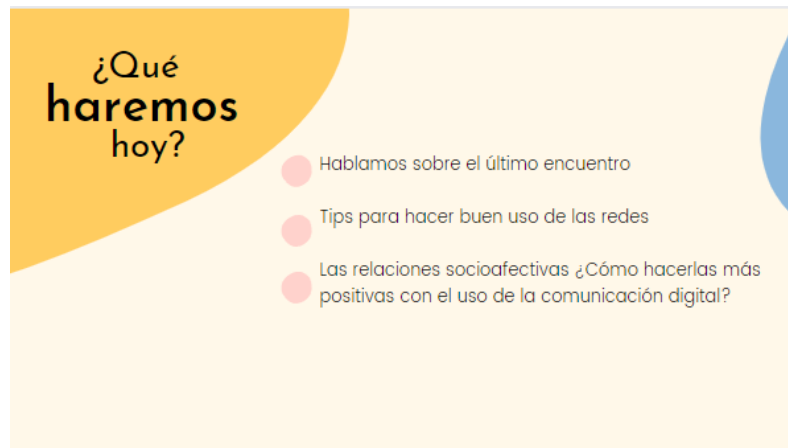 ¿Qué
haremos
hoy?
Hablamos sobre el último encuentro
Tips para hacer buen uso de las redes
Las relaciones socioafectivas ¿Cómo hacerlas más
positivas con el uso de la comunicación digital?